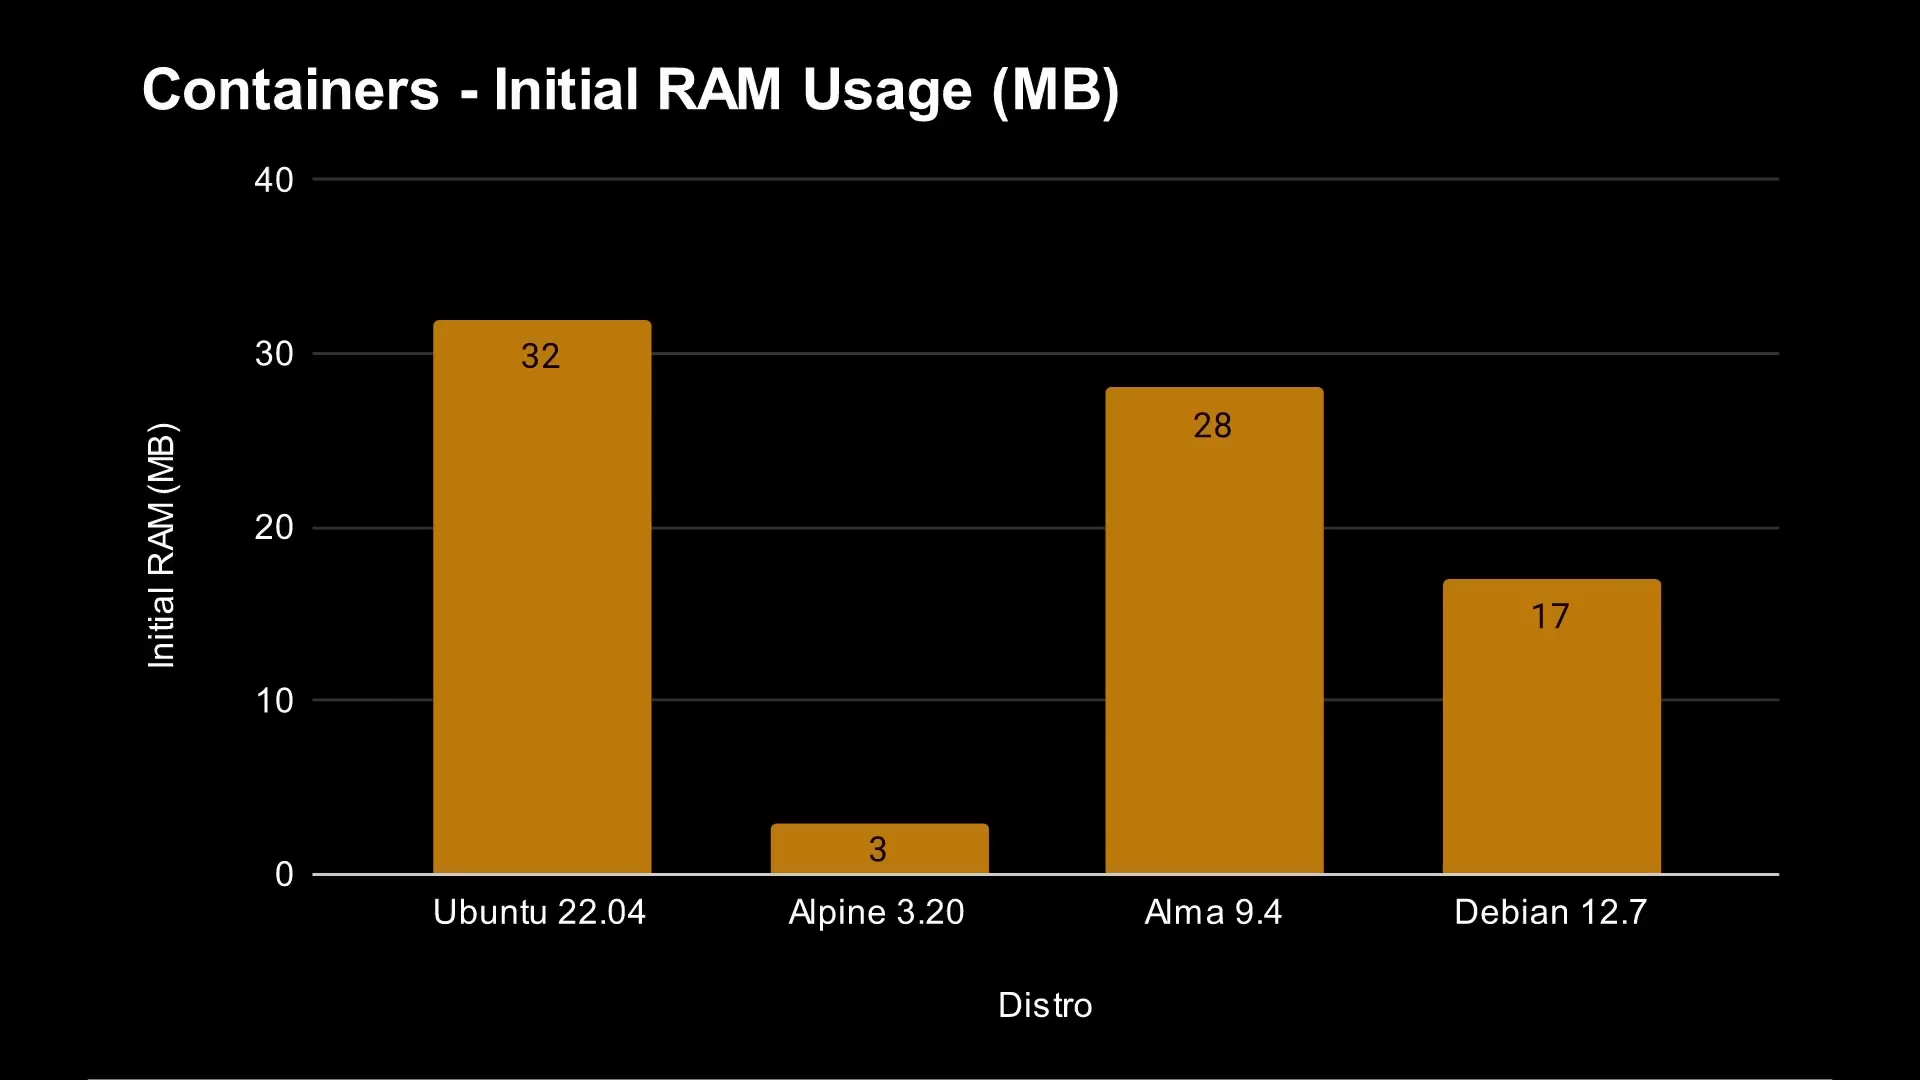 Containers - Initial RAM Usage (MB)
40
30
20
10
0
Initial RAM (MB)
32
3
28
17
Ubuntu 22.04
Alpine 3.20
Alma 9.4
Debian 12.7
Distro